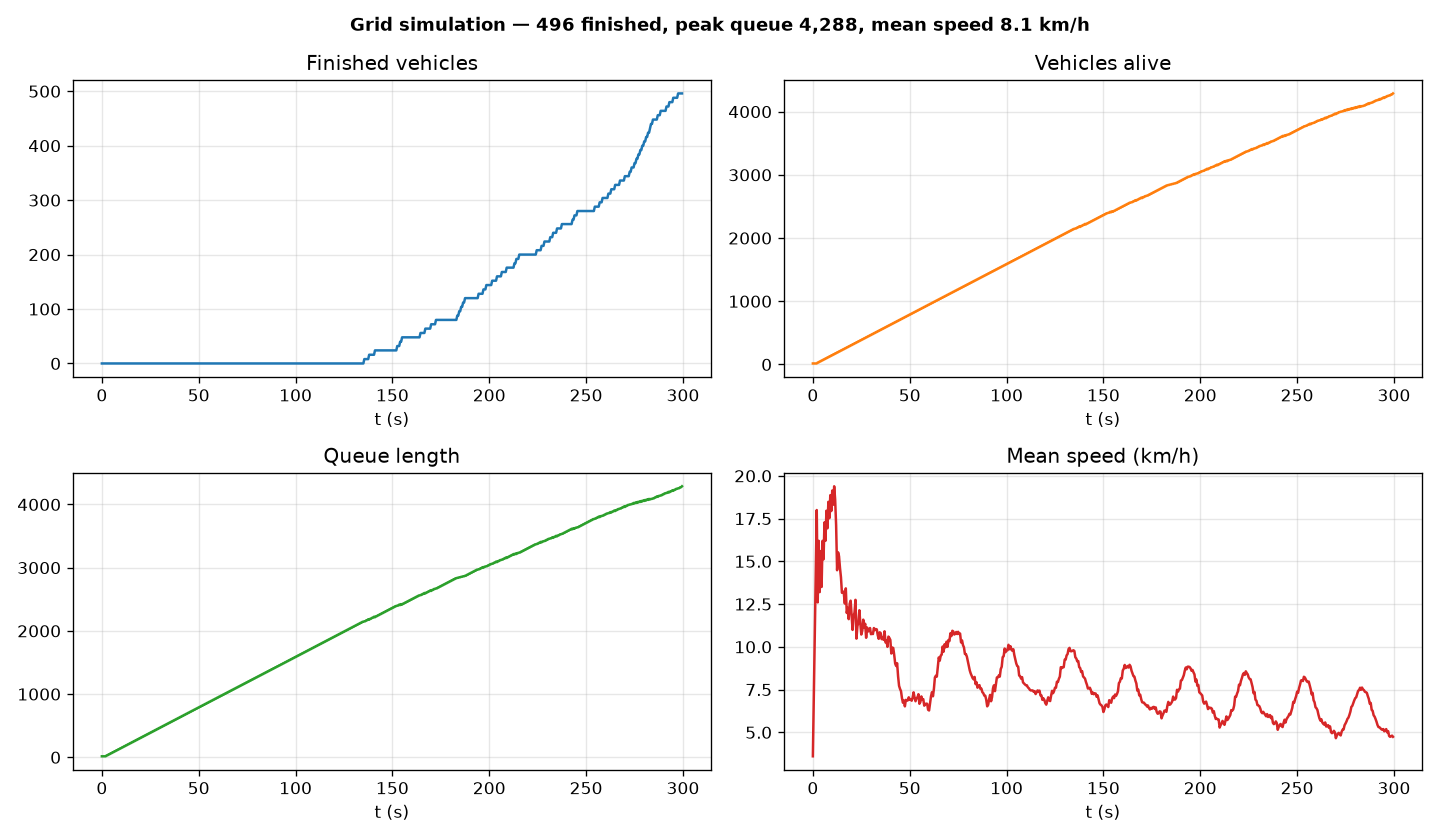 Grid simulation — 496 finished, peak queue 4,288, mean speed 8.1 km/h
Finished vehicles
500
400
300
200
100
0
0 50 100 150 200 250 300
t (s)
Vehicles alive
4000
3000
2000
1000
0
0 50 100 150 200 250 300
t (s)
Queue length
4000
3000
2000
1000
0
0 50 100 150 200 250 300
t (s)
Mean speed (km/h)
20.0
17.5
15.0
12.5
10.0
7.5
5.0
0 50 100 150 200 250 300
t (s)